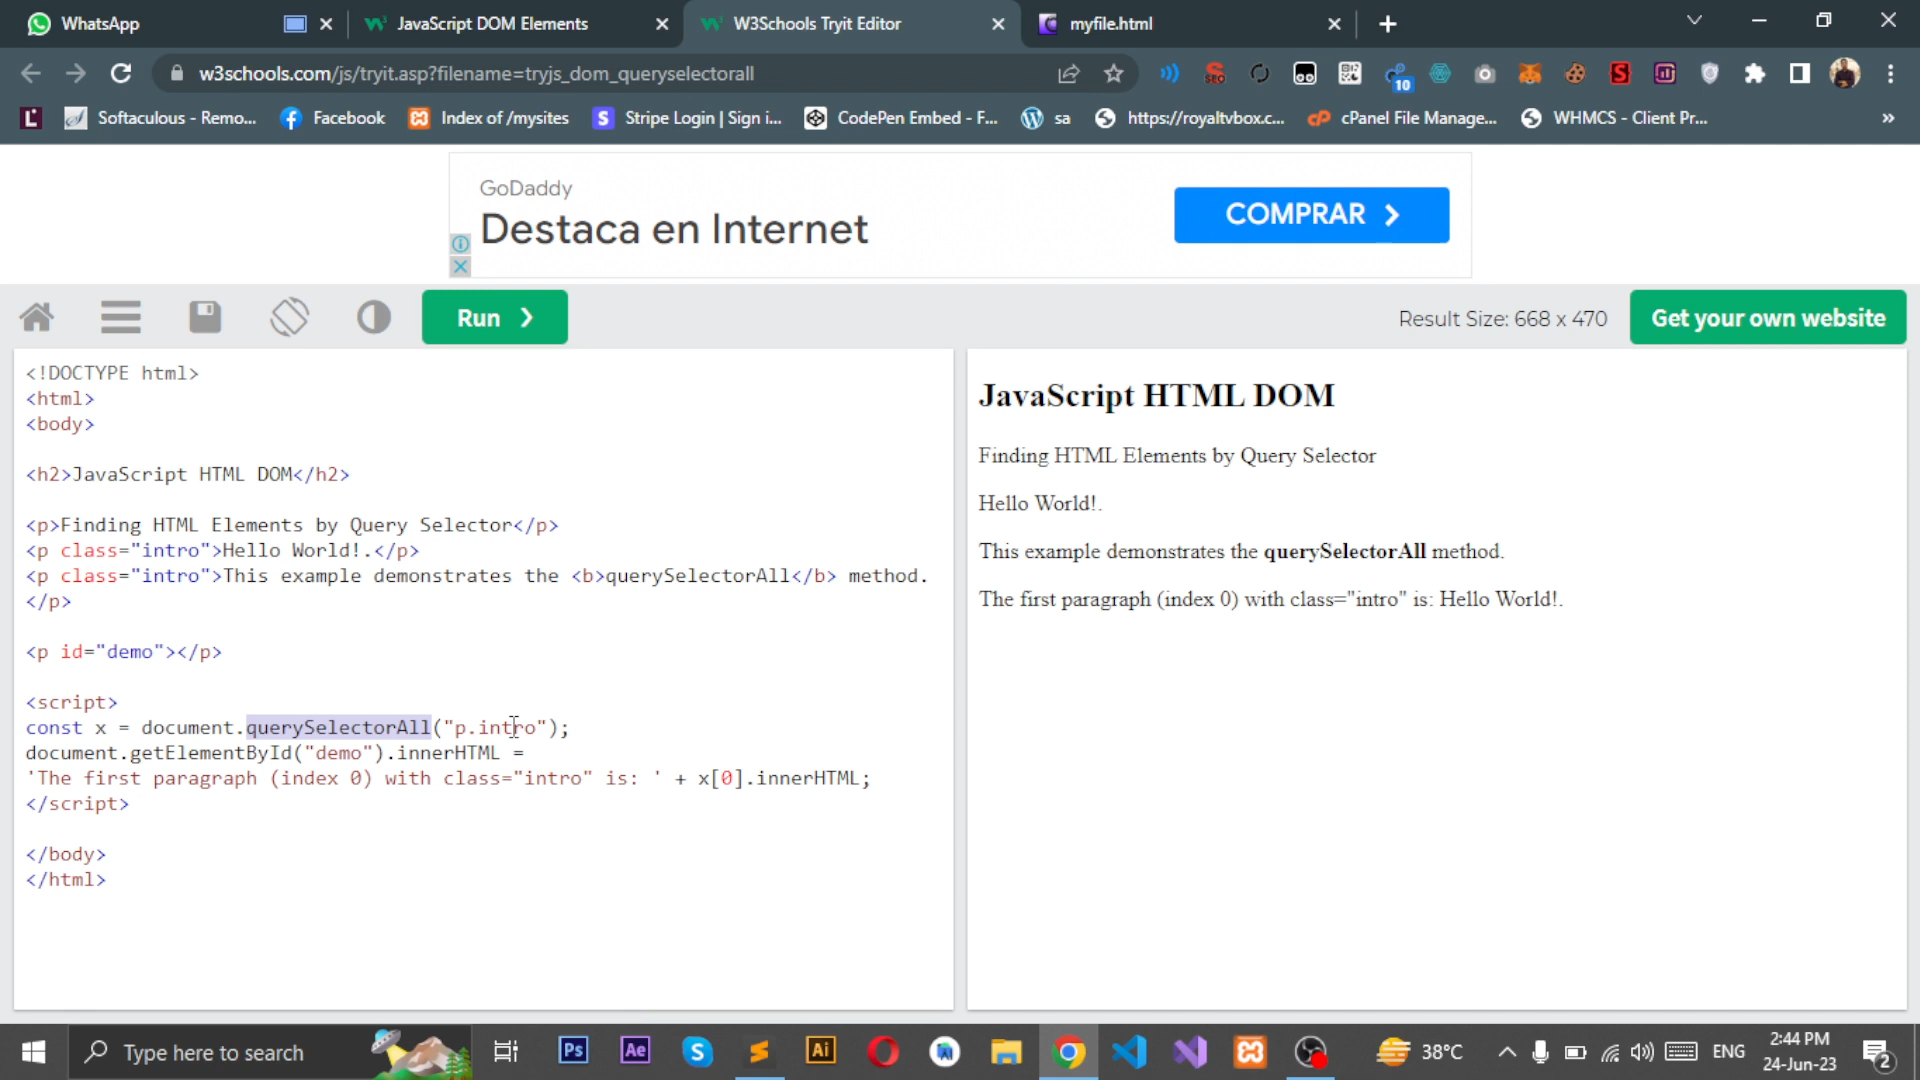 WhatsApp
JavaScript DOM Elements
W3Schools Tryit Editor
myfile.html
w3schools.com/js/tryit.asp?filename=tryjs_dom_queryselectorall
SEO
10
Softaculous - Remo...
Facebook
Index of /mysites
S Stripe Login | Sign i...
CodePen Embed - F...
sa
https://royaltvbox.c...
cP cPanel File Manage...
WHMCS - Client Pr...
»
GoDaddy
Destaca en Internet
COMPRAR
Run ❯
Result Size: 668 x 470
Get your own website
<!DOCTYPE html>
<html>
<body>
<h2>JavaScript HTML DOM</h2>
<p>Finding HTML Elements by Query Selector</p>
<p class="intro">Hello World!.</p>
<p class="intro">This example demonstrates the <b>querySelectorAll</b> method.
</p>
<p id="demo"></p>
<script>
const x = document.querySelectorAll("p.intro");
document.getElementById("demo").innerHTML =
'The first paragraph (index 0) with class="intro" is: ' + x[0].innerHTML;
</script>
</body>
</html>
JavaScript HTML DOM
Finding HTML Elements by Query Selector
Hello World!.
This example demonstrates the querySelectorAll method.
The first paragraph (index 0) with class="intro" is: Hello World!.
Type here to search
Ps
Ae
S
Ai
38°C
ENG
2:44 PM
24-Jun-23
2